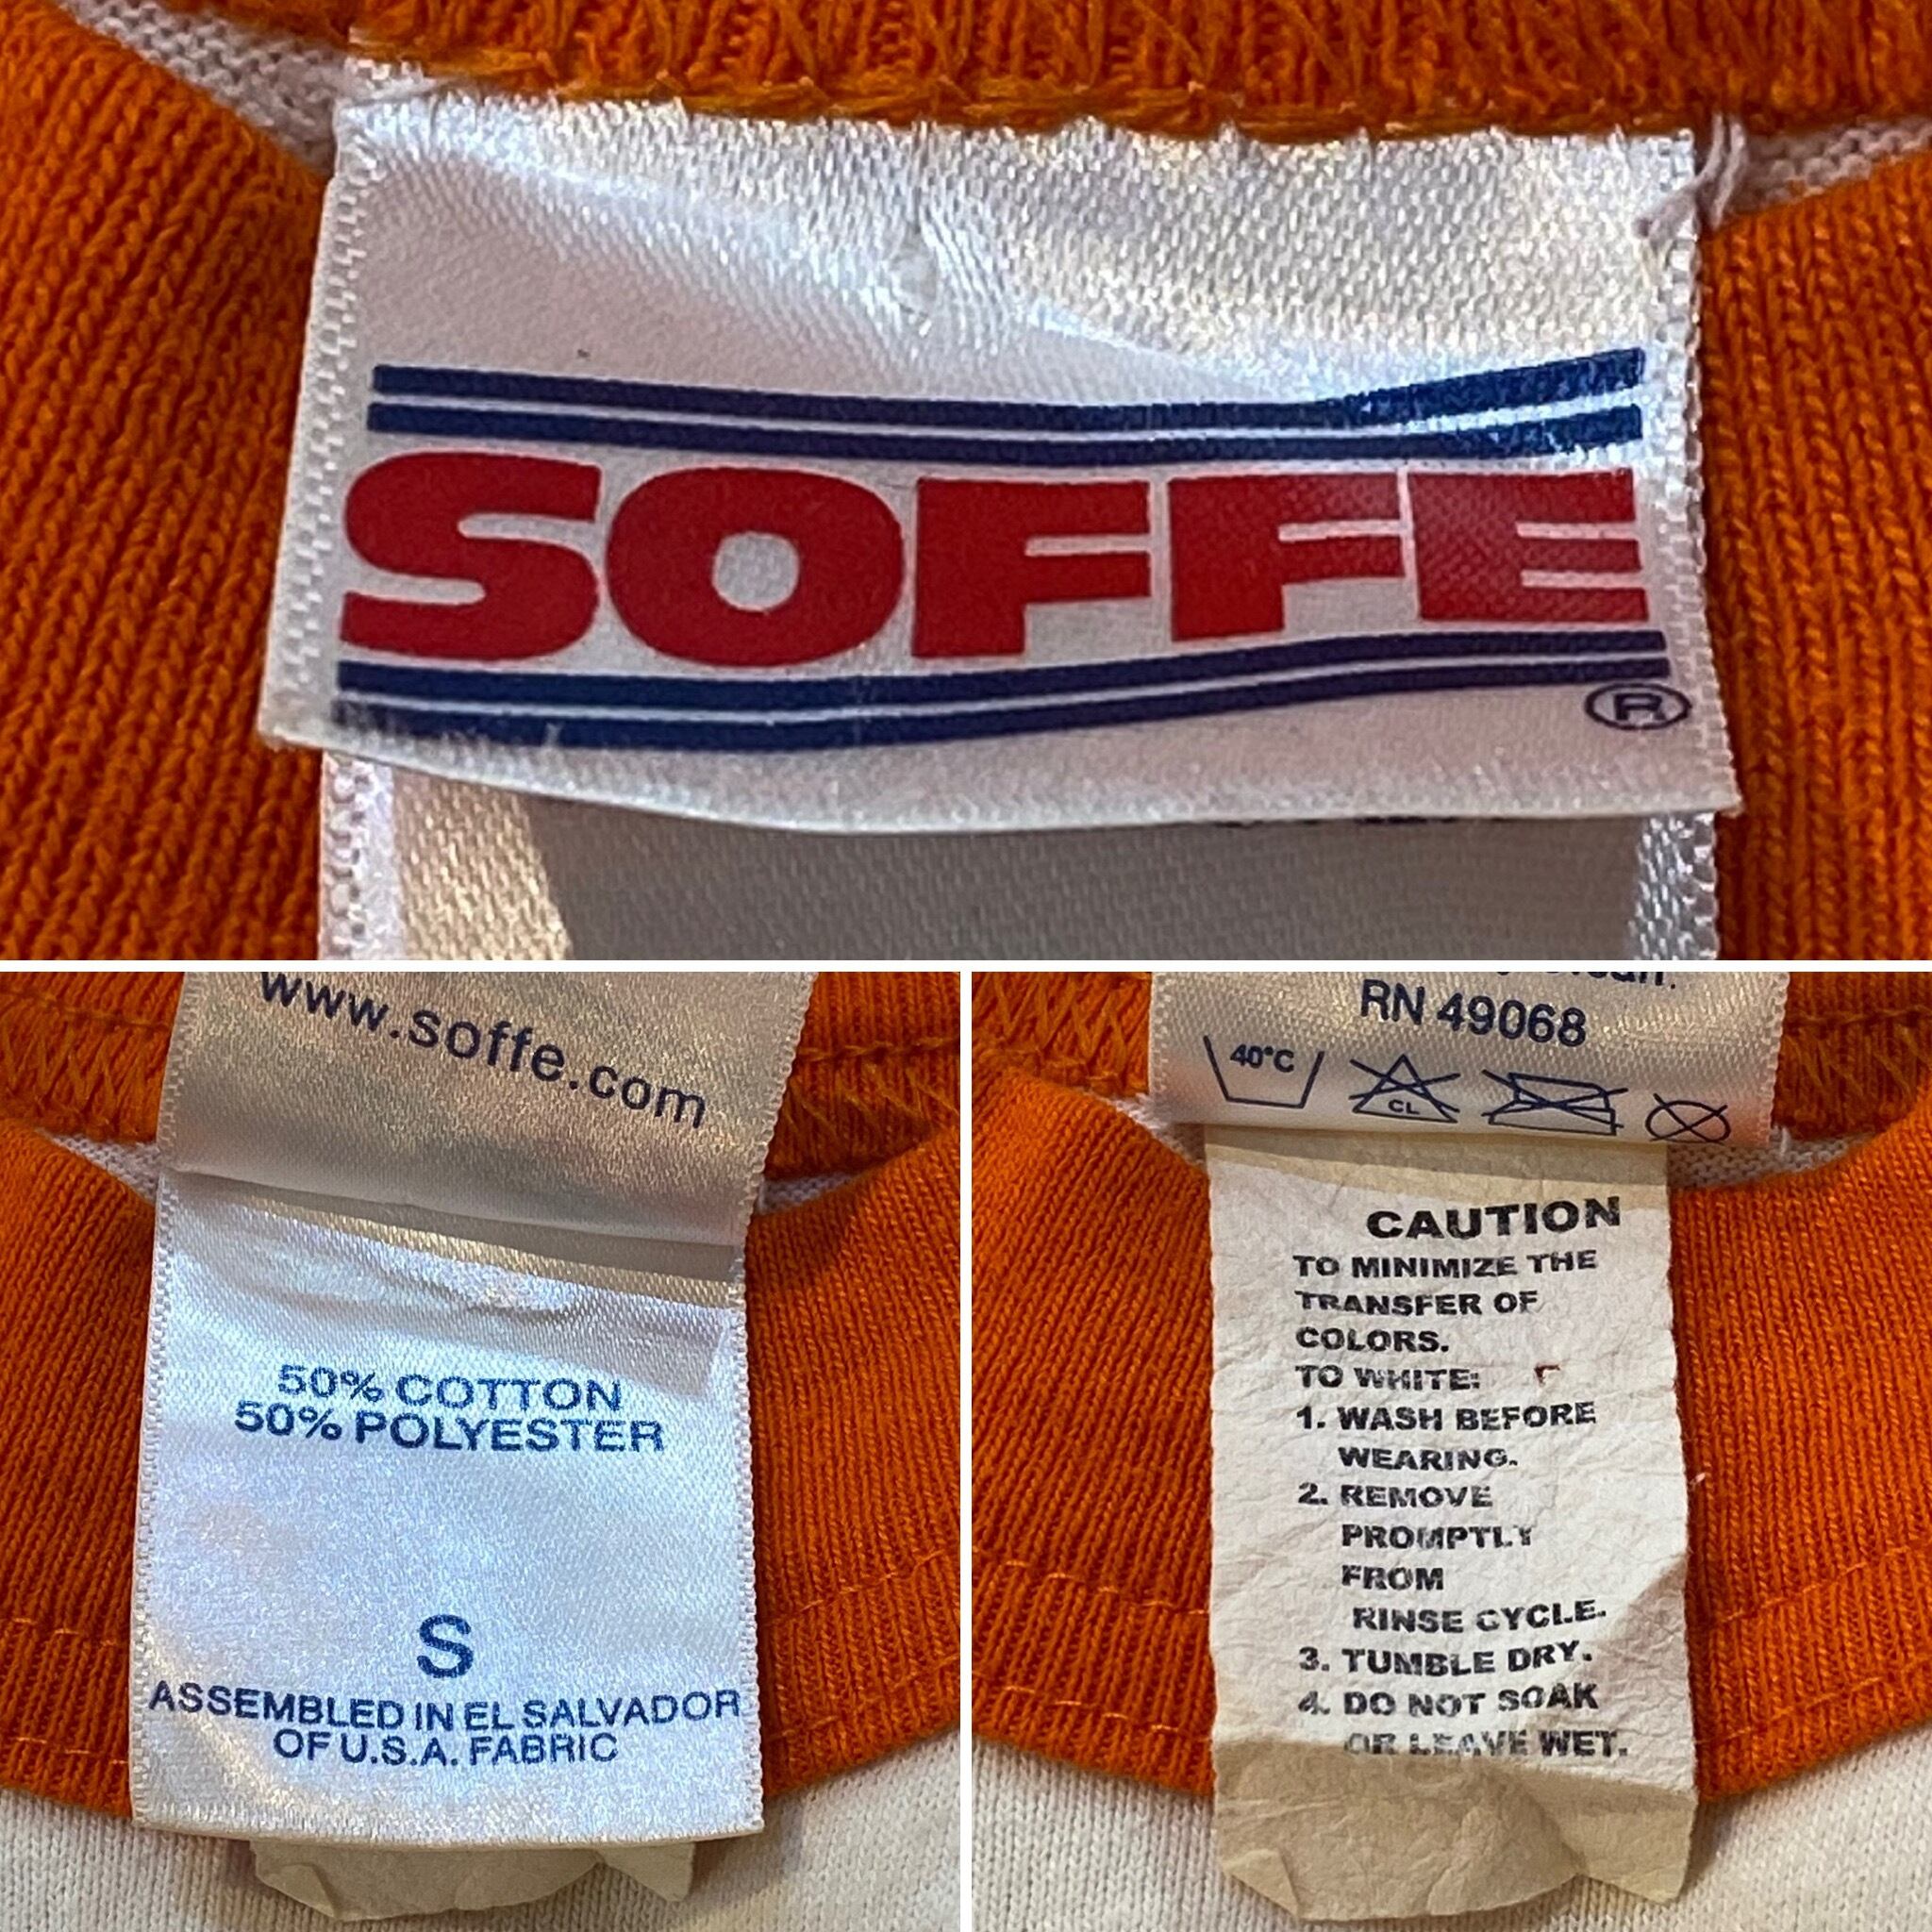 SOFFE
®
www.soffe.com
50% COTTON
50% POLYESTER
S
ASSEMBLED IN EL SALVADOR
OF U.S.A. FABRIC
RN 49068
40°C
CL
CAUTION
TO MINIMIZE THE
TRANSFER OF
COLORS.
TO WHITE:
1. WASH BEFORE
WEARING.
2. REMOVE
PROMPTLY
FROM
RINSE CYCLE.
3. TUMBLE DRY.
4. DO NOT SOAK
OR LEAVE WET.